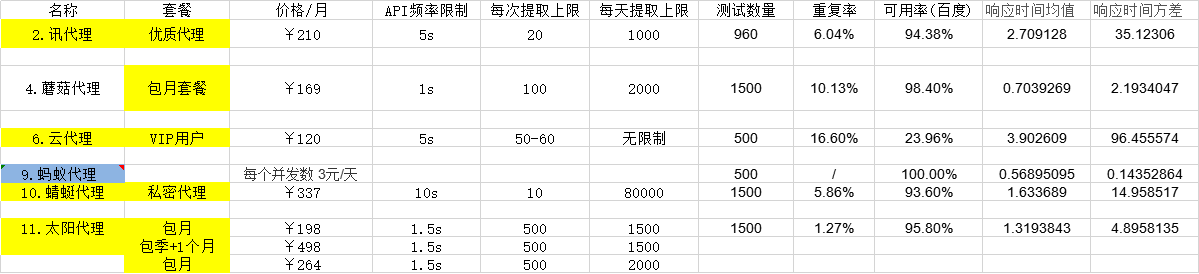 名称 套餐 价格/月 API频率限制 每次提取上限 每天提取上限 测试数量 重复率 可用率(百度) 响应时间均值 响应时间方差
2.讯代理 优质代理 ￥210 5s 20 1000 960 6.04% 94.38% 2.709128 35.12306
4.蘑菇代理 包月套餐 ￥169 1s 100 2000 1500 10.13% 98.40% 0.7039269 2.1934047
6.云代理 VIP用户 ￥120 5s 50-60 无限制 500 16.60% 23.96% 3.902609 96.455574
9.蚂蚁代理 每个并发数 3元/天 500 / 100.00% 0.56895095 0.14352864
10.蜻蜓代理 私密代理 ￥337 10s 10 80000 1500 5.86% 93.60% 1.633689 14.958517
11.太阳代理 包月 ￥198 1.5s 500 1500 1500 1.27% 95.80% 1.3193843 4.8958135
包季+1个月 ￥498 1.5s 500 1500
包月 ￥264 1.5s 500 2000